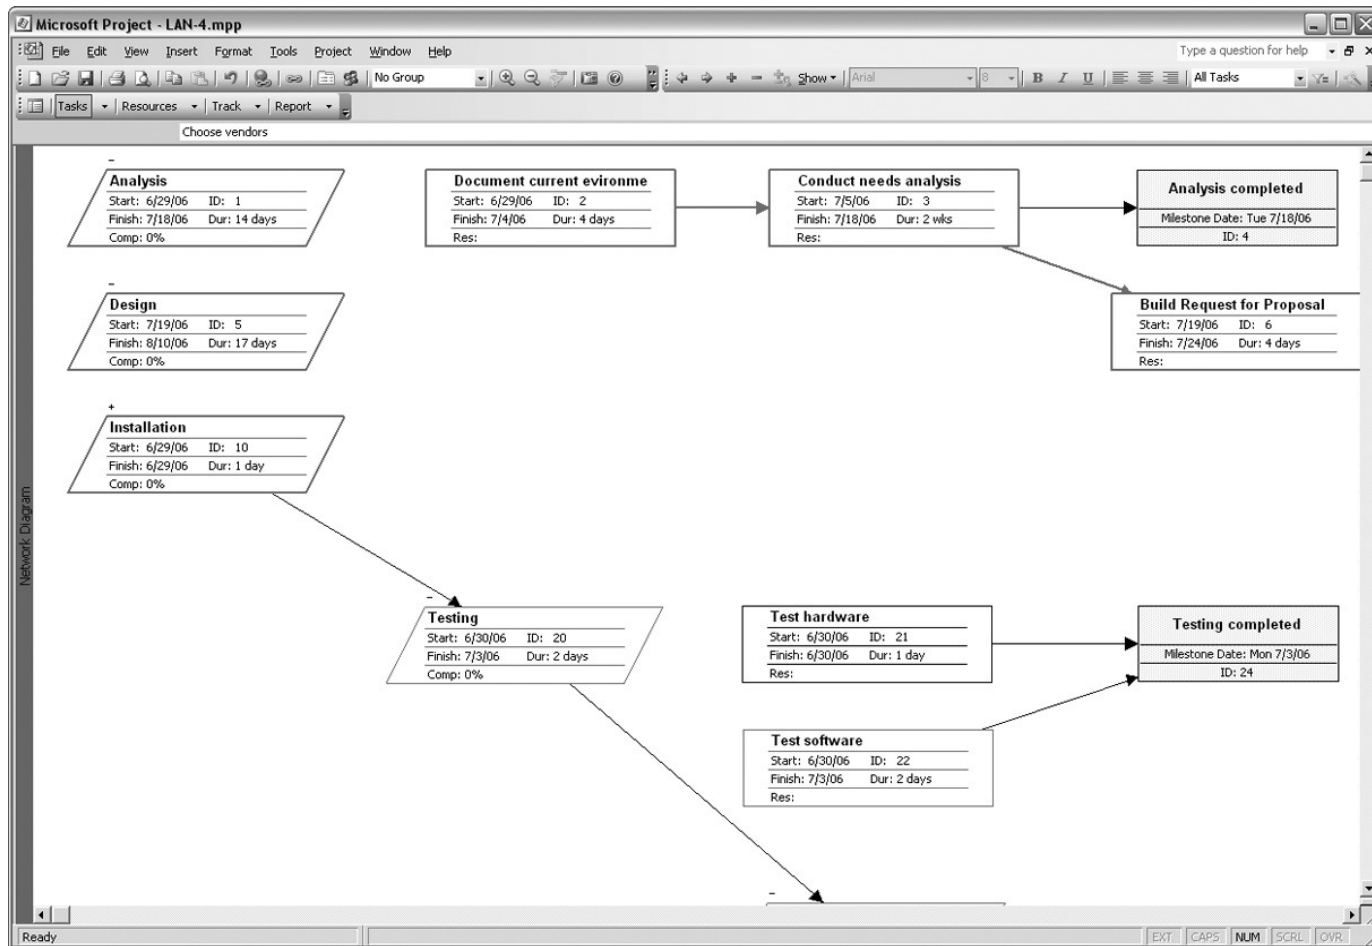 Microsoft Project - LAN-4.mpp
File Edit View Insert Format Tools Project Window Help Type a question for help
No Group Show Arial 8 B I U All Tasks
Tasks Resources Track Report
Choose vendors
Analysis
Start: 6/29/06 ID: 1
Finish: 7/18/06 Dur: 14 days
Comp: 0%
Document current evironme
Start: 6/29/06 ID: 2
Finish: 7/4/06 Dur: 4 days
Res:
Conduct needs analysis
Start: 7/5/06 ID: 3
Finish: 7/18/06 Dur: 2 wks
Res:
Analysis completed
Milestone Date: Tue 7/18/06
ID: 4
Design
Start: 7/19/06 ID: 5
Finish: 8/10/06 Dur: 17 days
Comp: 0%
Build Request for Proposal
Start: 7/19/06 ID: 6
Finish: 7/24/06 Dur: 4 days
Res:
Installation
Start: 6/29/06 ID: 10
Finish: 6/29/06 Dur: 1 day
Comp: 0%
Network Diagram
Testing
Start: 6/30/06 ID: 20
Finish: 7/3/06 Dur: 2 days
Comp: 0%
Test hardware
Start: 6/30/06 ID: 21
Finish: 6/30/06 Dur: 1 day
Res:
Testing completed
Milestone Date: Mon 7/3/06
ID: 24
Test software
Start: 6/30/06 ID: 22
Finish: 7/3/06 Dur: 2 days
Res:
Ready EXT CAPS NUM SCRL OVR